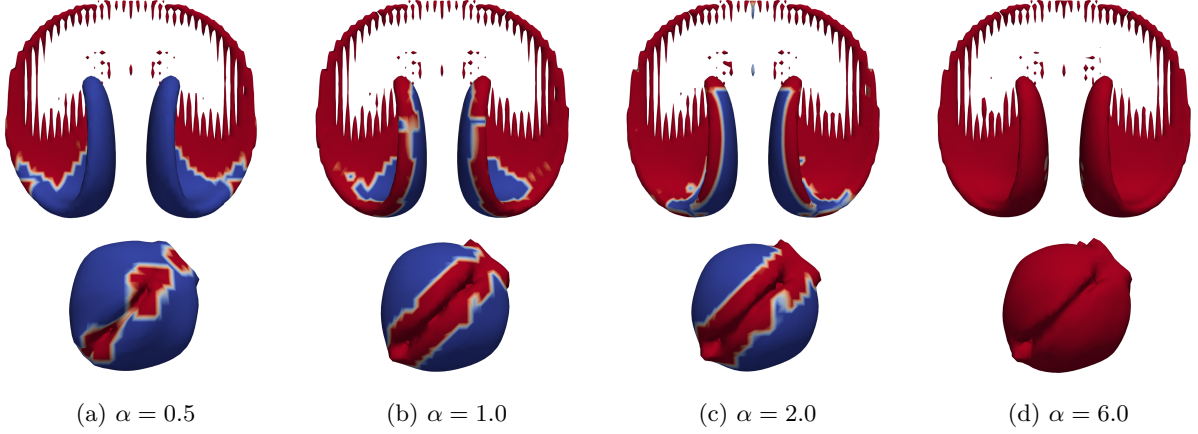 (a) α = 0.5
(b) α = 1.0
(c) α = 2.0
(d) α = 6.0